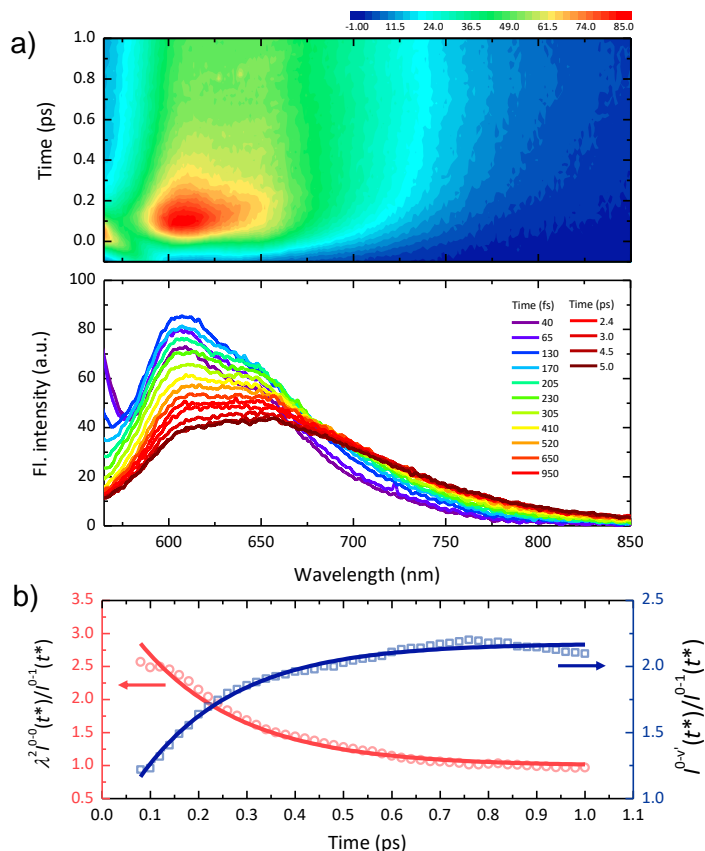 a)
-1.00 11.5 24.0 36.5 49.0 61.5 74.0 85.0
1.0
0.8
0.6
0.4
0.2
0.0
Time (ps)
100
80
60
40
20
0
Fl. intensity (a.u.)
Time (fs) Time (ps)
40 2.4
65 3.0
130 4.5
170 5.0
205
230
305
410
520
650
950
600 650 700 750 800 850
Wavelength (nm)
b)
3.5
3.0
2.5
2.0
1.5
1.0
0.5
λ²I⁰⁻⁰(t*)/I⁰⁻¹(t*)
2.5
2.0
1.5
1.0
I⁰⁻ᵛ'(t*)/I⁰⁻¹(t*)
0.0 0.1 0.2 0.3 0.4 0.5 0.6 0.7 0.8 0.9 1.0 1.1
Time (ps)